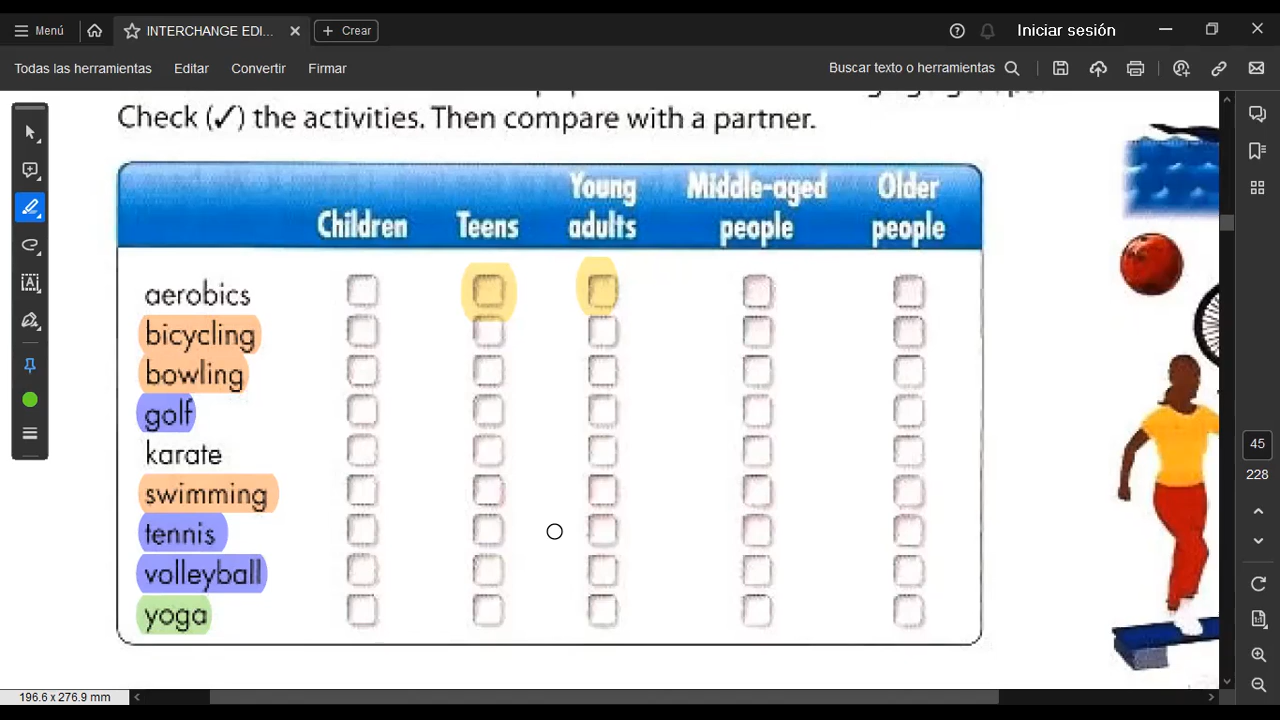 Menú
INTERCHANGE EDI...
Crear
Iniciar sesión
Todas las herramientas
Editar
Convertir
Firmar
Buscar texto o herramientas
Check (✓) the activities. Then compare with a partner.
Children
Teens
Young adults
Middle-aged people
Older people
aerobics
bicycling
bowling
golf
karate
swimming
tennis
volleyball
yoga
45
228
196.6 x 276.9 mm